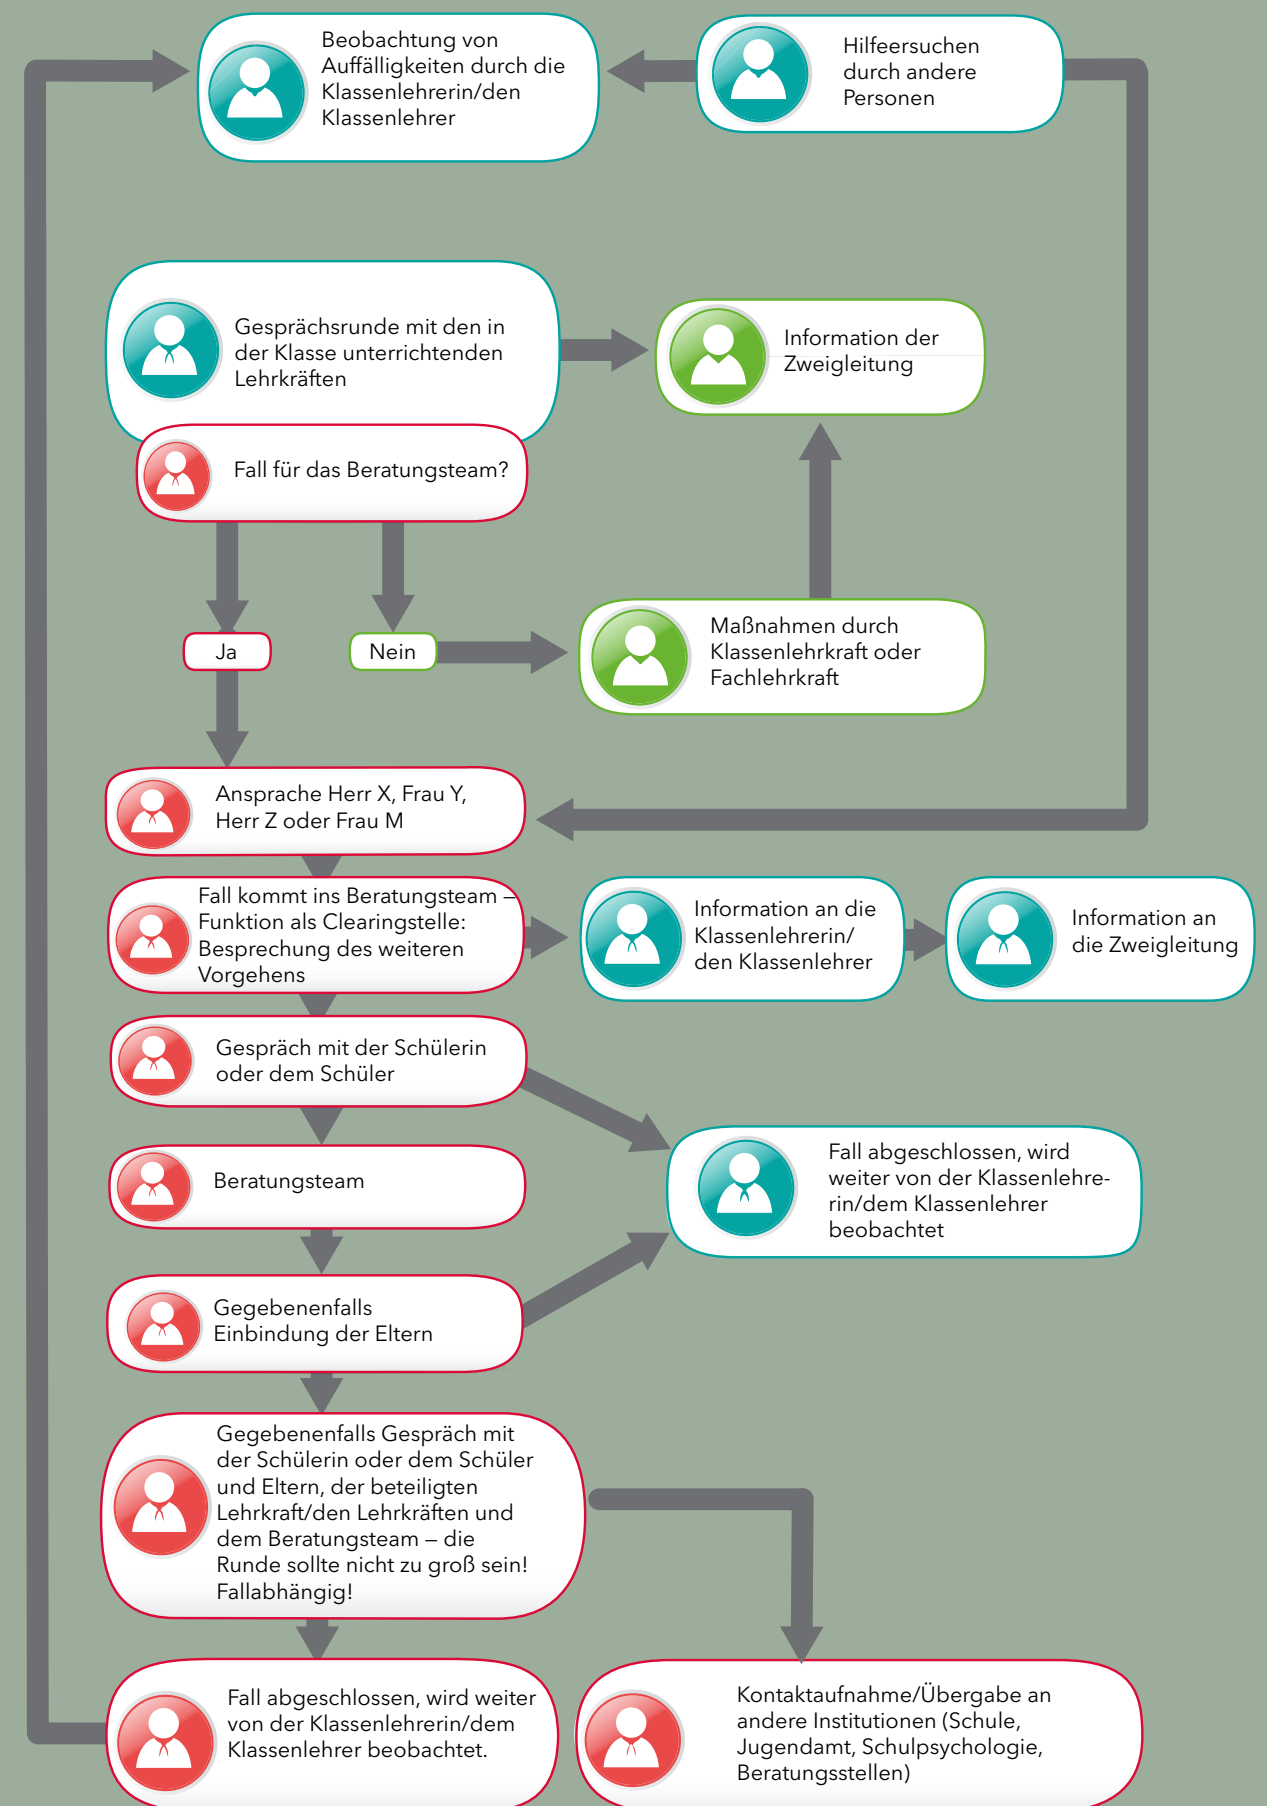 Beobachtung von
Auffälligkeiten durch die
Klassenlehrerin/den
Klassenlehrer
Hilfeersuchen
durch andere
Personen
Gesprächsrunde mit den in
der Klasse unterrichtenden
Lehrkräften
Information der
Zweigleitung
Fall für das Beratungsteam?
Ja
Nein
Maßnahmen durch
Klassenlehrkraft oder
Fachlehrkraft
Ansprache Herr X, Frau Y,
Herr Z oder Frau M
Fall kommt ins Beratungsteam –
Funktion als Clearingstelle:
Besprechung des weiteren
Vorgehens
Information an die
Klassenlehrerin/
den Klassenlehrer
Information an
die Zweigleitung
Gespräch mit der Schülerin
oder dem Schüler
Beratungsteam
Fall abgeschlossen, wird
weiter von der Klassenlehre-
rin/dem Klassenlehrer
beobachtet
Gegebenenfalls
Einbindung der Eltern
Gegebenenfalls Gespräch mit
der Schülerin oder dem Schüler
und Eltern, der beteiligten
Lehrkraft/den Lehrkräften und
dem Beratungsteam – die
Runde sollte nicht zu groß sein!
Fallabhängig!
Fall abgeschlossen, wird weiter
von der Klassenlehrerin/dem
Klassenlehrer beobachtet.
Kontaktaufnahme/Übergabe an
andere Institutionen (Schule,
Jugendamt, Schulpsychologie,
Beratungsstellen)